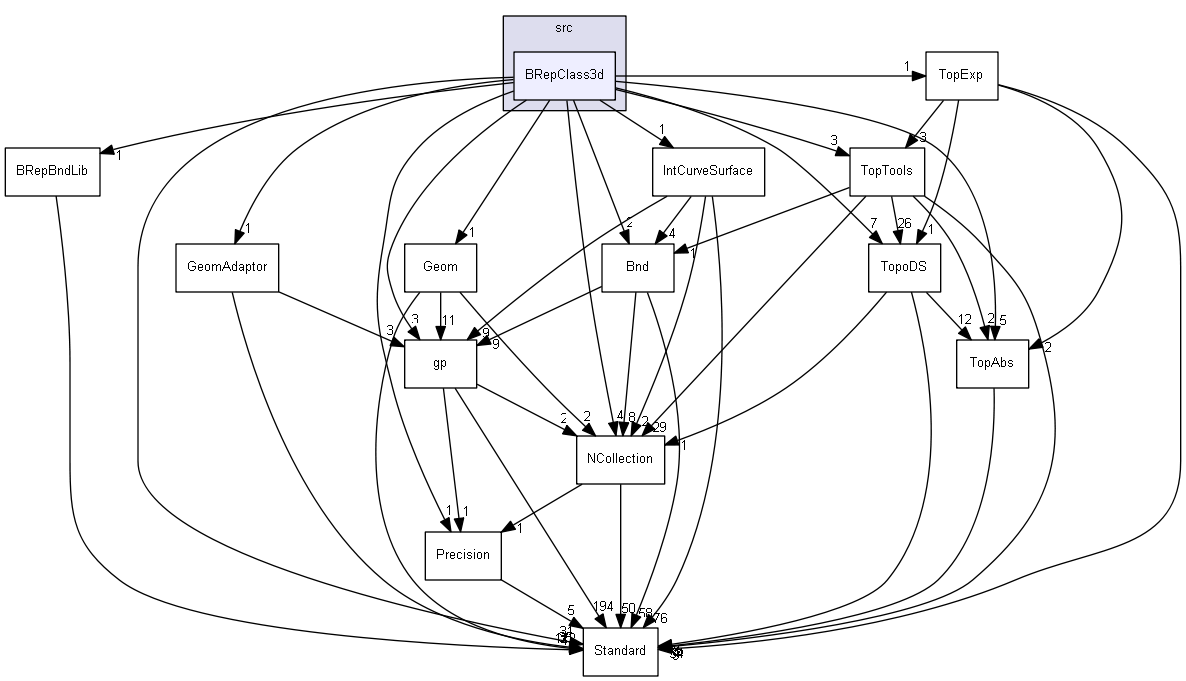 src
BRepClass3d
TopExp
1
1
1
3
3
BRepBndLib
IntCurveSurface
TopTools
1
1
2
4
1
7
26
1
GeomAdaptor
Geom
Bnd
TopoDS
3
3
11
9
9
12
2
5
2
gp
TopAbs
2
2
4
8
2
29
1
NCollection
1
1
1
Precision
5
194
50
58
76
Standard